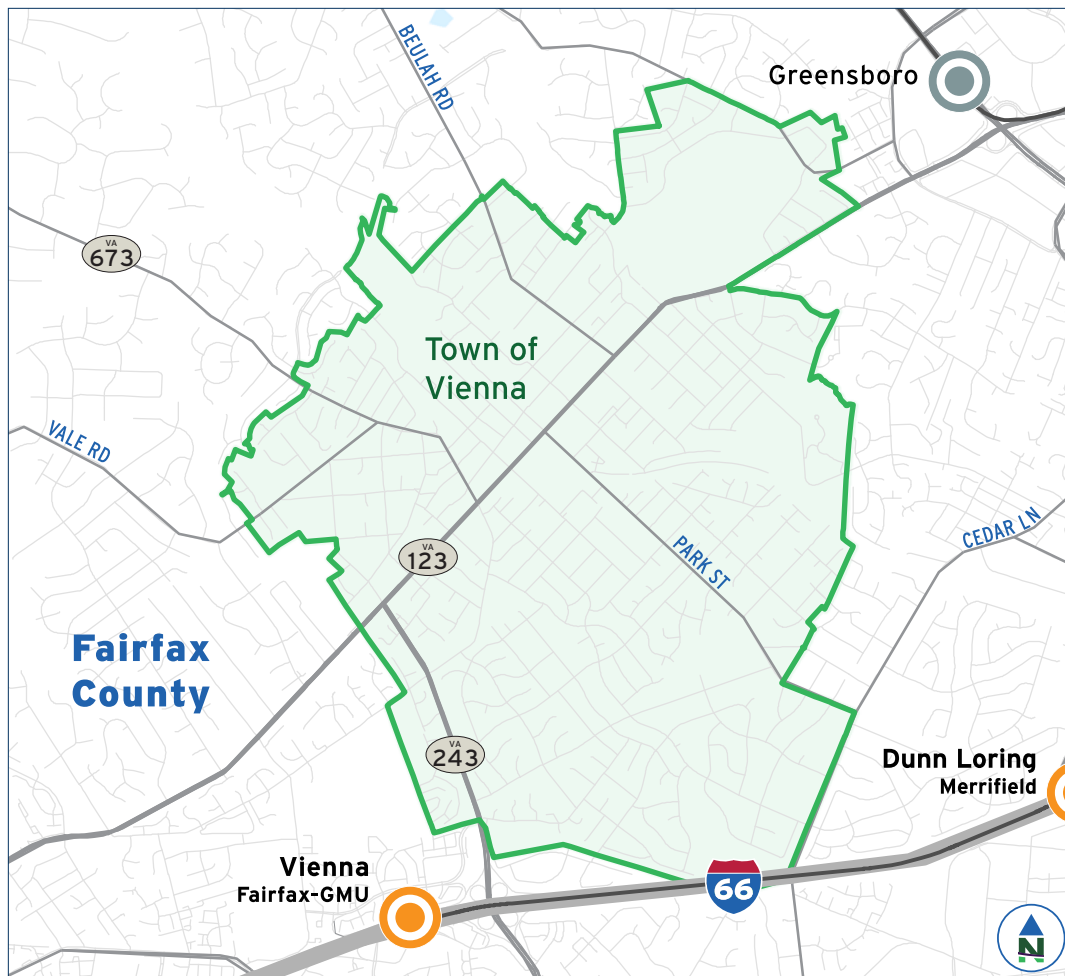 BEULAH RD
Greensboro
VA
673
Town of
Vienna
VALE RD
VA
123
PARK ST
CEDAR LN
Fairfax
County
VA
243
Dunn Loring
Merrifield
Vienna
Fairfax-GMU
66
N